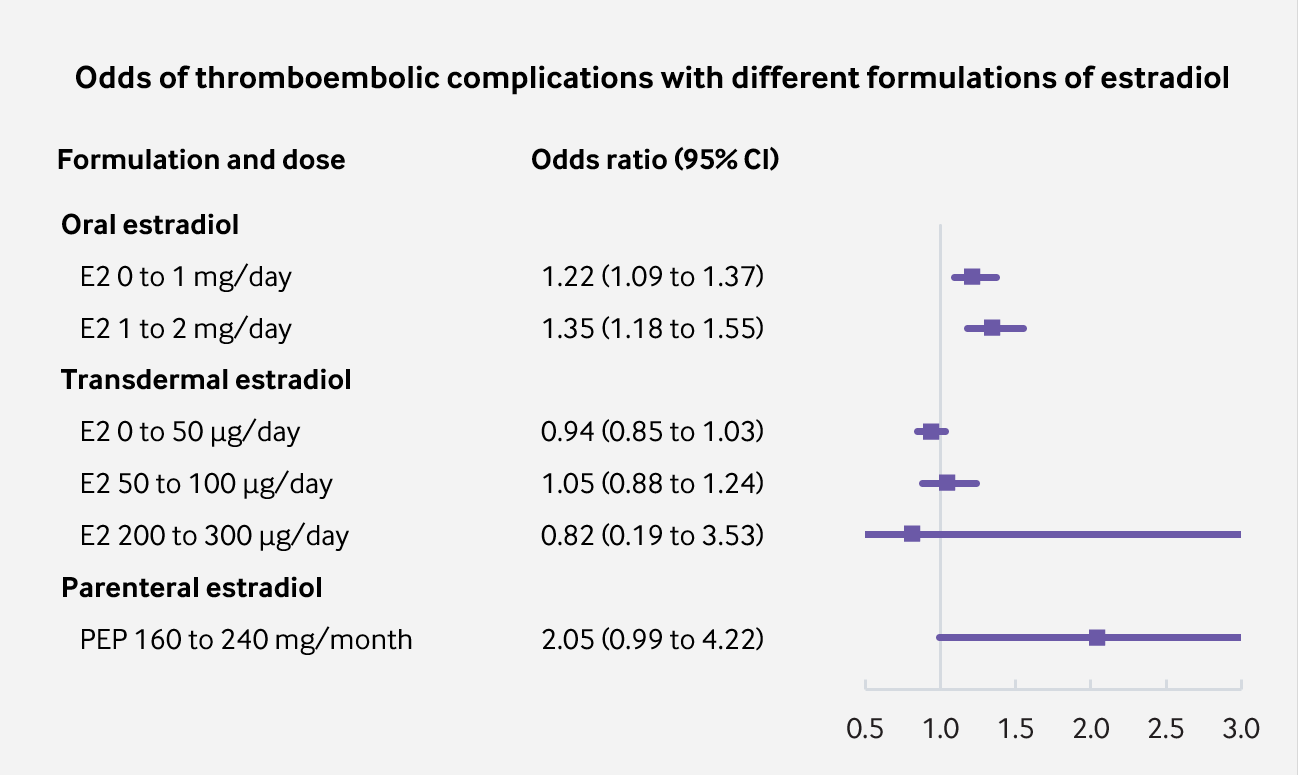 Odds of thromboembolic complications with different formulations of estradiol
Formulation and dose Odds ratio (95% CI)
Oral estradiol
E2 0 to 1 mg/day 1.22 (1.09 to 1.37)
E2 1 to 2 mg/day 1.35 (1.18 to 1.55)
Transdermal estradiol
E2 0 to 50 μg/day 0.94 (0.85 to 1.03)
E2 50 to 100 μg/day 1.05 (0.88 to 1.24)
E2 200 to 300 μg/day 0.82 (0.19 to 3.53)
Parenteral estradiol
PEP 160 to 240 mg/month 2.05 (0.99 to 4.22)
0.5 1.0 1.5 2.0 2.5 3.0